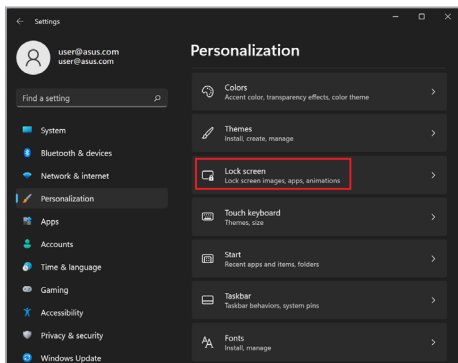 Settings
user@asus.com
user@asus.com
Find a setting
System
Bluetooth & devices
Network & internet
Personalization
Apps
Accounts
Time & language
Gaming
Accessibility
Privacy & security
Windows Update
Personalization
Colors
Accent color, transparency effects, color theme
Themes
Install, create, manage
Lock screen
Lock screen images, apps, animations
Touch keyboard
Themes, size
Start
Recent apps and items, folders
Taskbar
Taskbar behaviors, system pins
Fonts
Install, manage